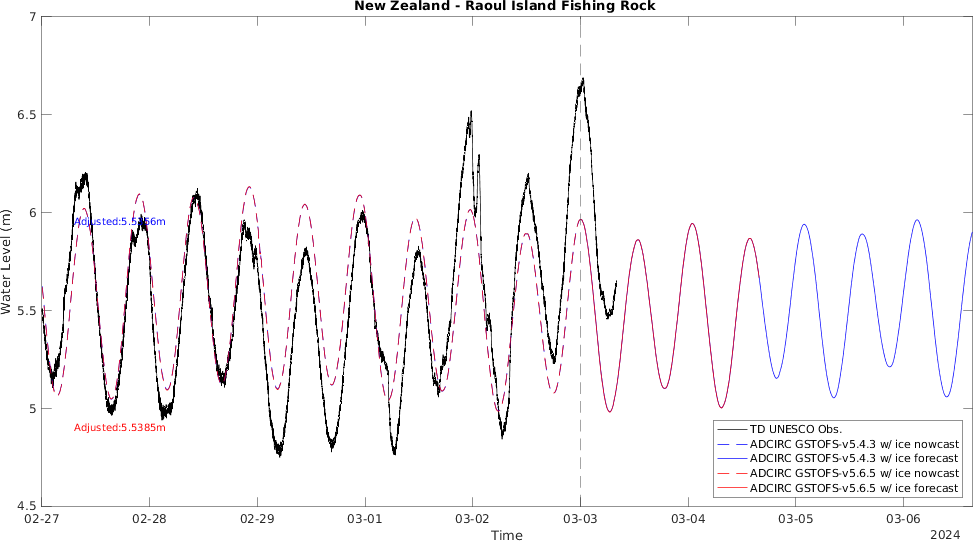 New Zealand - Raoul Island Fishing Rock
7
6.5
6
5.5
5
4.5
Water Level (m)
Adjusted:5.5366m
Adjusted:5.5385m
TD UNESCO Obs.
ADCIRC GSTOFS-v5.4.3 w/ ice nowcast
ADCIRC GSTOFS-v5.4.3 w/ ice forecast
ADCIRC GSTOFS-v5.6.5 w/ ice nowcast
ADCIRC GSTOFS-v5.6.5 w/ ice forecast
02-27 02-28 02-29 03-01 03-02 03-03 03-04 03-05 03-06
Time
2024